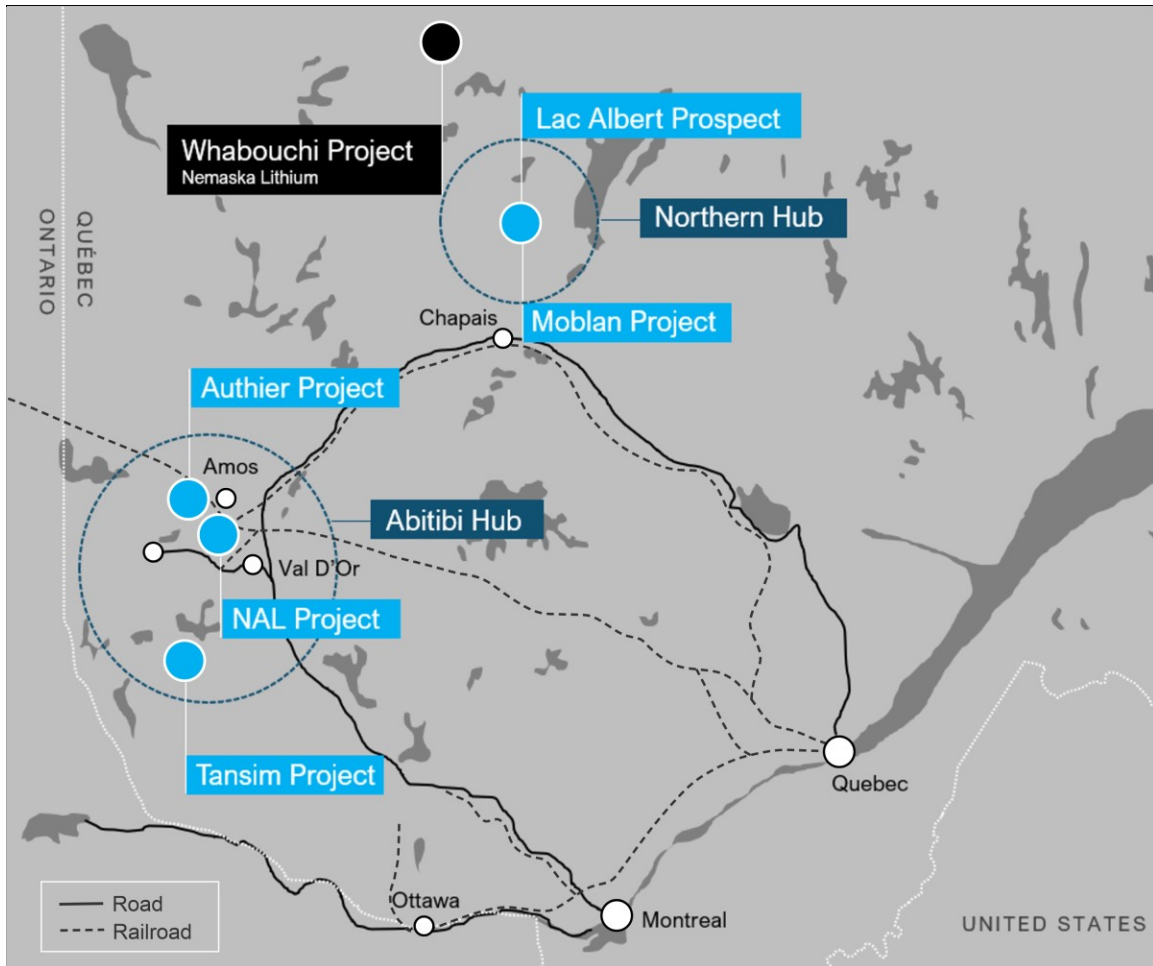 Lac Albert Prospect
Whabouchi Project
Nemaska Lithium
Northern Hub
ONTARIO
QUÉBEC
Chapais
Moblan Project
Authier Project
Amos
Abitibi Hub
Val D'Or
NAL Project
Tansim Project
Quebec
Ottawa
Montreal
UNITED STATES
Road
Railroad